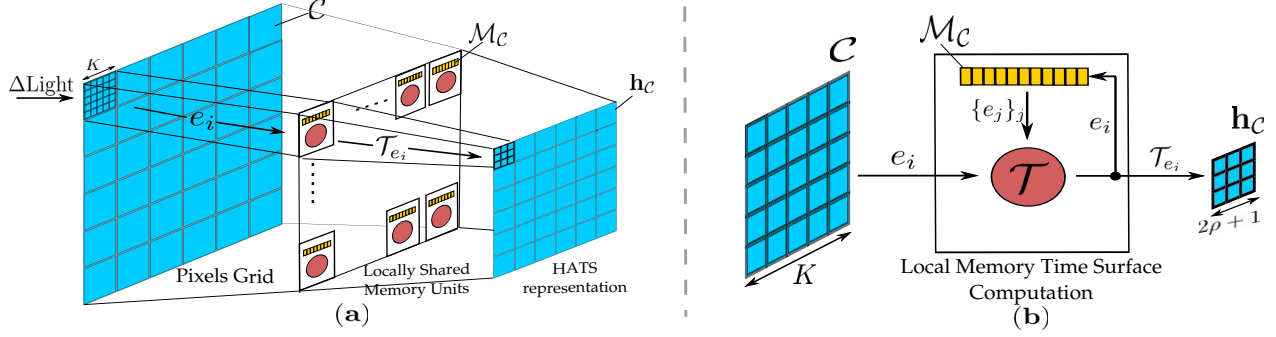 C
K
ΔLight
e_i
𝒯_{e_i}
ℳ_𝒞
h_𝒞
Pixels Grid
Locally Shared
Memory Units
HATS
representation
(a)
C
K
e_i
ℳ_𝒞
{e_j}_j
e_i
𝒯
𝒯_{e_i}
h_𝒞
2ρ + 1
Local Memory Time Surface
Computation
(b)